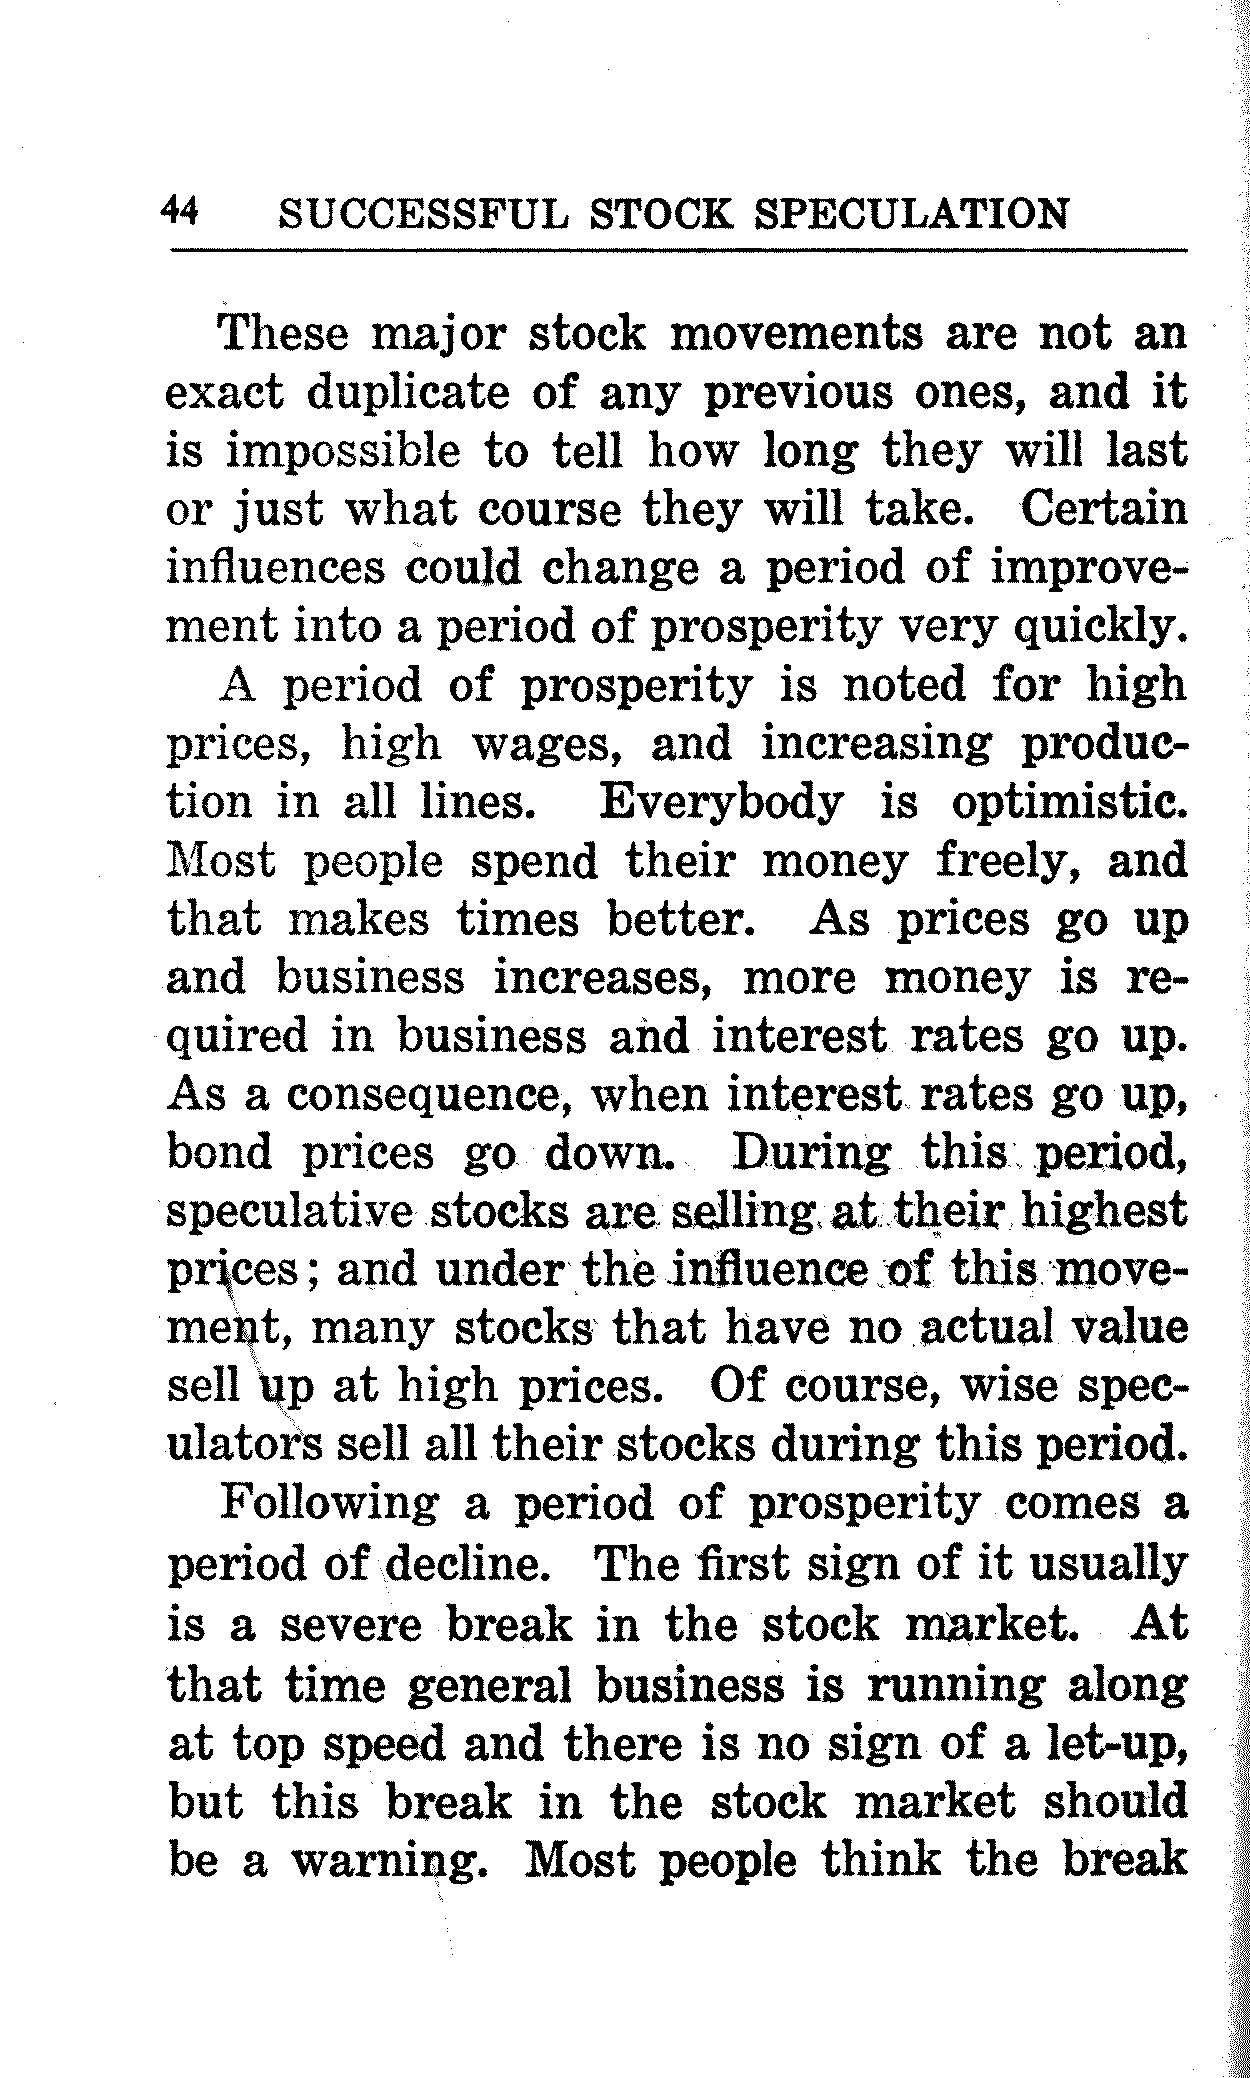 44 SUCCESSFUL STOCK SPECULATION
These major stock movements are not an
exact duplicate of any previous ones, and it
is impossible to tell how long they will last
or just what course they will take. Certain
influences could change a period of improve-
ment into a period of prosperity very quickly.
A period of prosperity is noted for high
prices, high wages, and increasing produc-
tion in all lines. Everybody is optimistic.
Most people spend their money freely, and
that makes times better. As prices go up
and business increases, more money is re-
quired in business and interest rates go up.
As a consequence, when interest rates go up,
bond prices go down. During this period,
speculative stocks are selling at their highest
prices; and under the influence of this move-
ment, many stocks that have no actual value
sell up at high prices. Of course, wise spec-
ulators sell all their stocks during this period.
Following a period of prosperity comes a
period of decline. The first sign of it usually
is a severe break in the stock market. At
that time general business is running along
at top speed and there is no sign of a let-up,
but this break in the stock market should
be a warning. Most people think the break